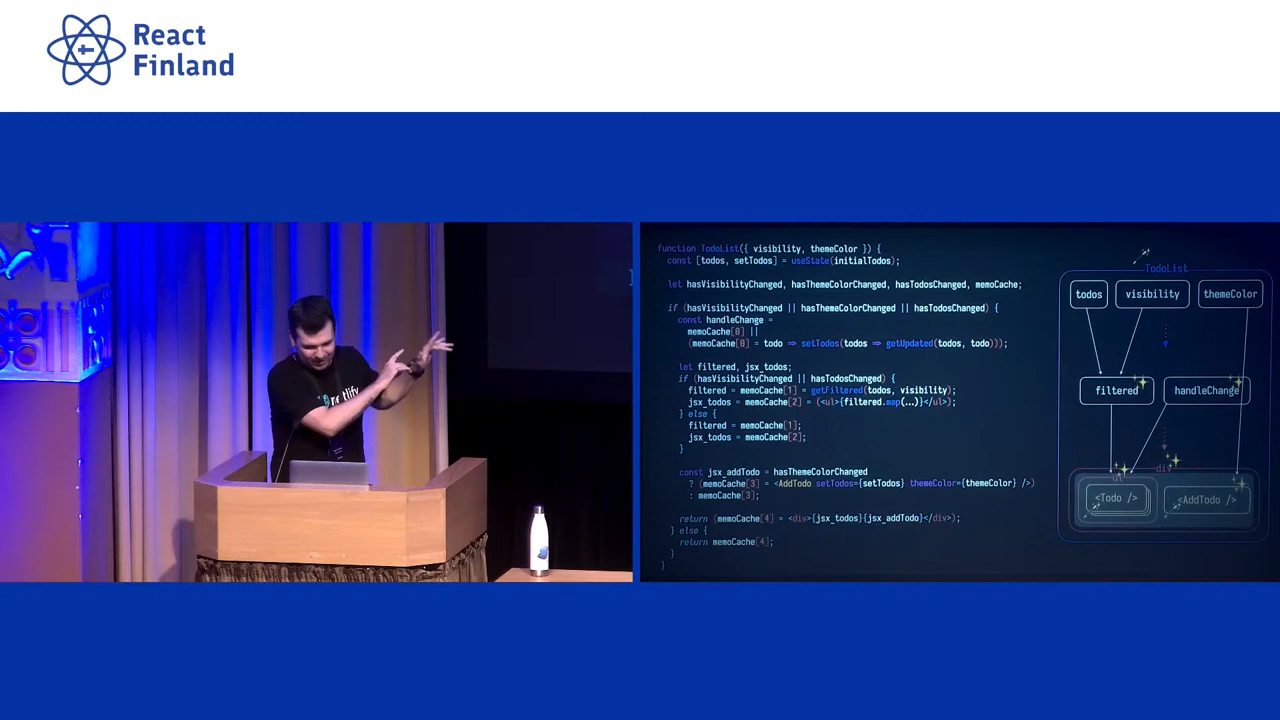 React
Finland
netlify
function TodoList({ visibility, themeColor }) {
const [todos, setTodos] = useState(initialTodos);
let hasVisibilityChanged, hasThemeColorChanged, hasTodosChanged, memoCache;
if (hasVisibilityChanged || hasThemeColorChanged || hasTodosChanged) {
const handleChange =
memoCache[0] ||
(memoCache[0] = todo => setTodos(todos => getUpdated(todos, todo)));
let filtered, jsx_todos;
if (hasVisibilityChanged || hasTodosChanged) {
filtered = memoCache[1] = getFiltered(todos, visibility);
jsx_todos = memoCache[2] = (<ul>{filtered.map(...)}</ul>);
} else {
filtered = memoCache[1];
jsx_todos = memoCache[2];
}
const jsx_addTodo = hasThemeColorChanged
? (memoCache[3] = <AddTodo setTodos={setTodos} themeColor={themeColor} />)
: memoCache[3];
return (memoCache[4] = <div>{jsx_todos}{jsx_addTodo}</div>);
} else {
return memoCache[4];
}
}
TodoList
todos visibility themeColor
filtered handleChange
div
ul
<Todo /> <AddTodo />